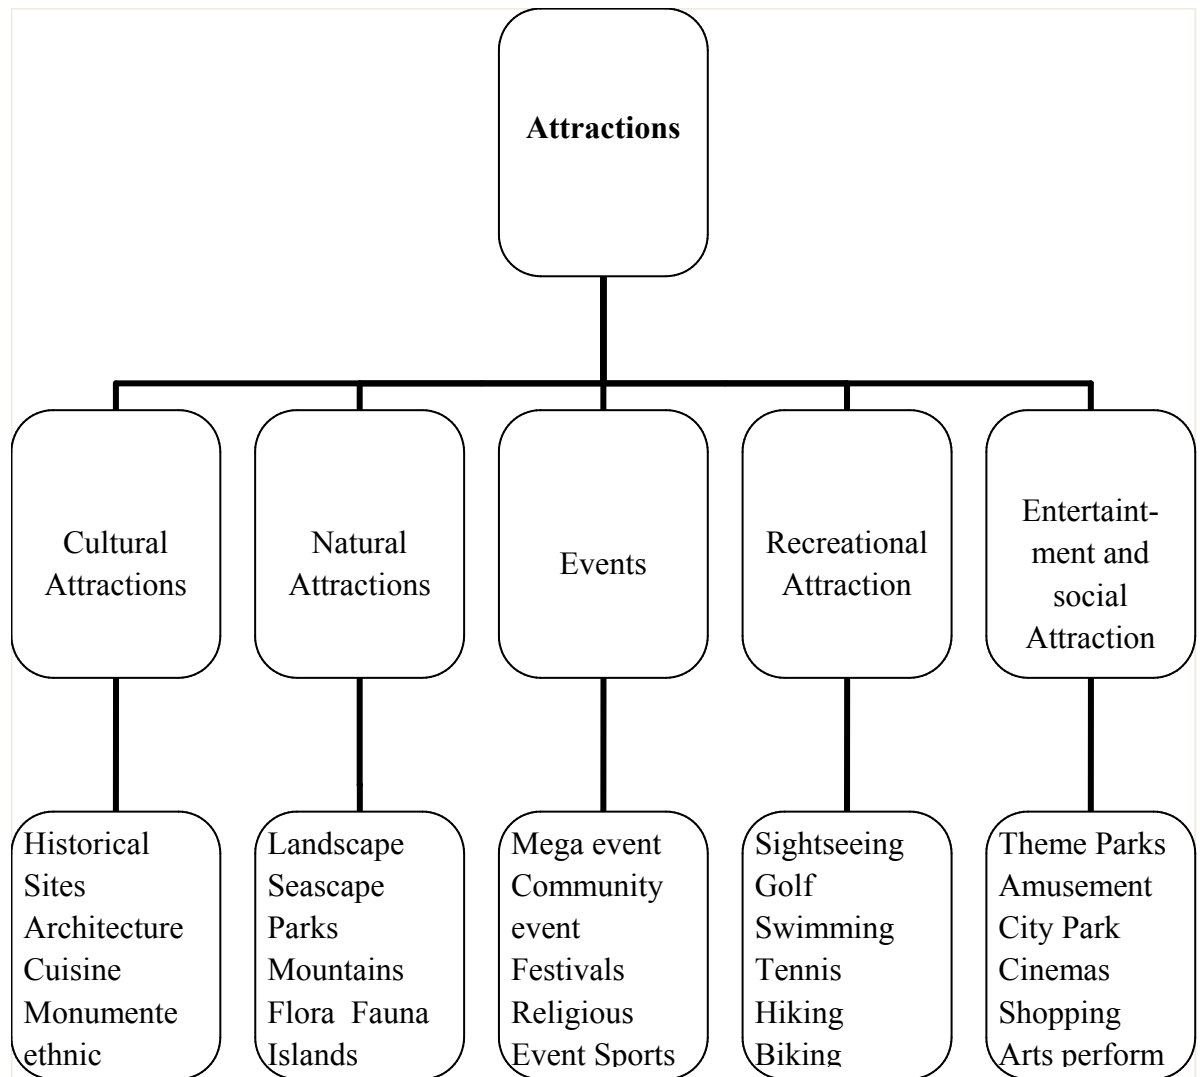 Attractions
Cultural
Attractions
Natural
Attractions
Events
Recreational
Attraction
Entertaint-
ment and
social
Attraction
Historical
Sites
Architecture
Cuisine
Monumente
ethnic
Landscape
Seascape
Parks
Mountains
Flora  Fauna
Islands
Mega event
Community
event
Festivals
Religious
Event Sports
Sightseeing
Golf
Swimming
Tennis
Hiking
Biking
Theme Parks
Amusement
City Park
Cinemas
Shopping
Arts perform